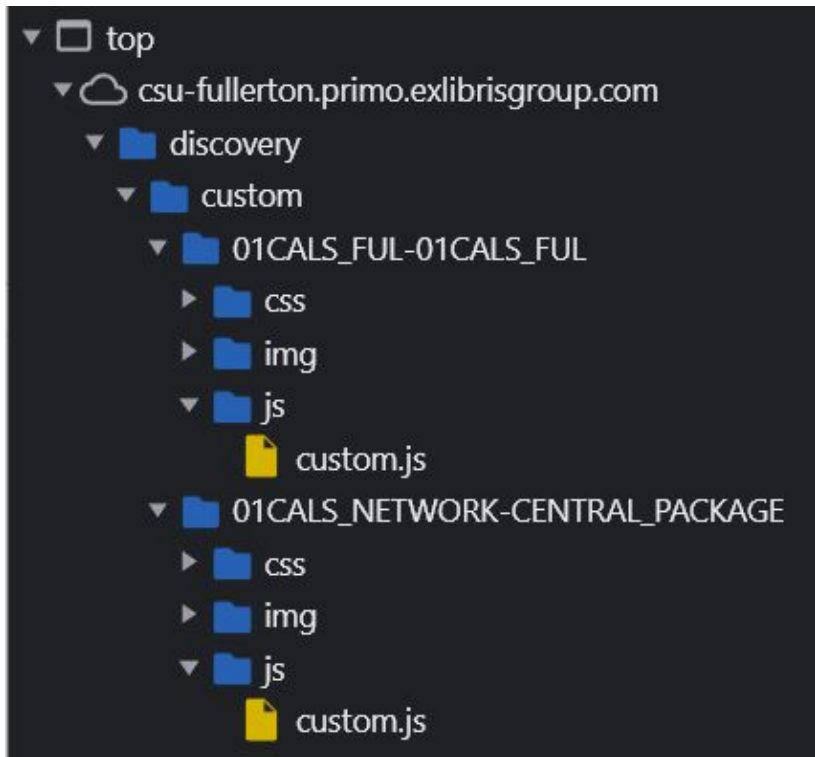 top
csu-fullerton.primo.exlibrisgroup.com
discovery
custom
01CALS_FUL-01CALS_FUL
css
img
js
custom.js
01CALS_NETWORK-CENTRAL_PACKAGE
css
img
js
custom.js